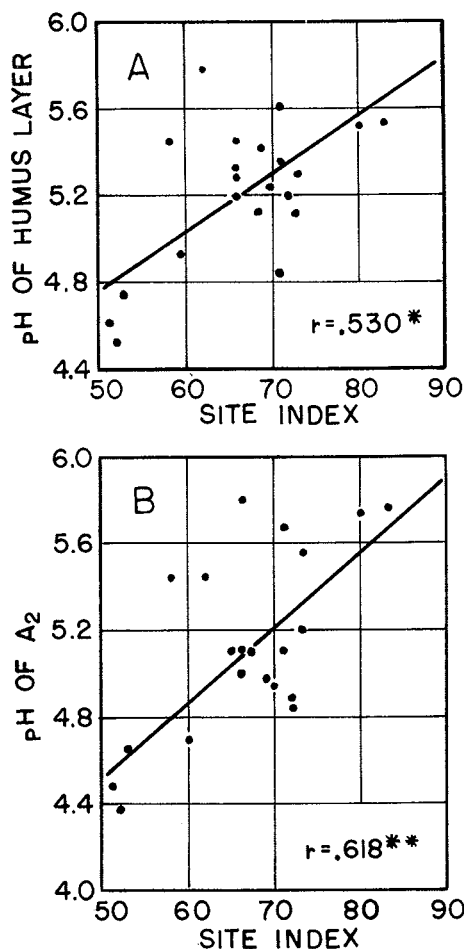 A
pH OF HUMUS LAYER
6.0
5.6
5.2
4.8
4.4
r=.530*
50 60 70 80 90
SITE INDEX
B
pH OF A2
6.0
5.6
5.2
4.8
4.4
4.0
r=.618**
50 60 70 80 90
SITE INDEX